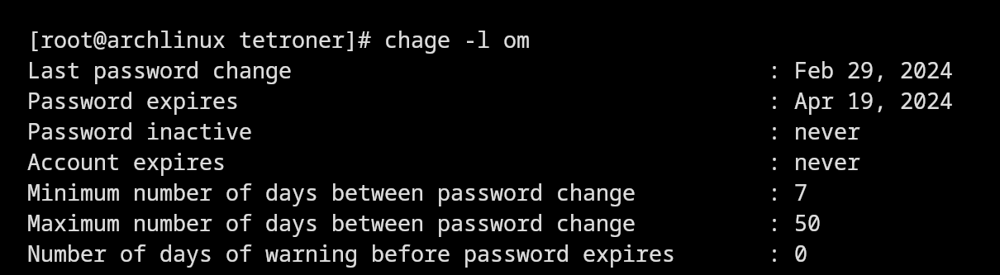 [root@archlinux tetroner]# chage -l om
Last password change : Feb 29, 2024
Password expires : Apr 19, 2024
Password inactive : never
Account expires : never
Minimum number of days between password change : 7
Maximum number of days between password change : 50
Number of days of warning before password expires : 0